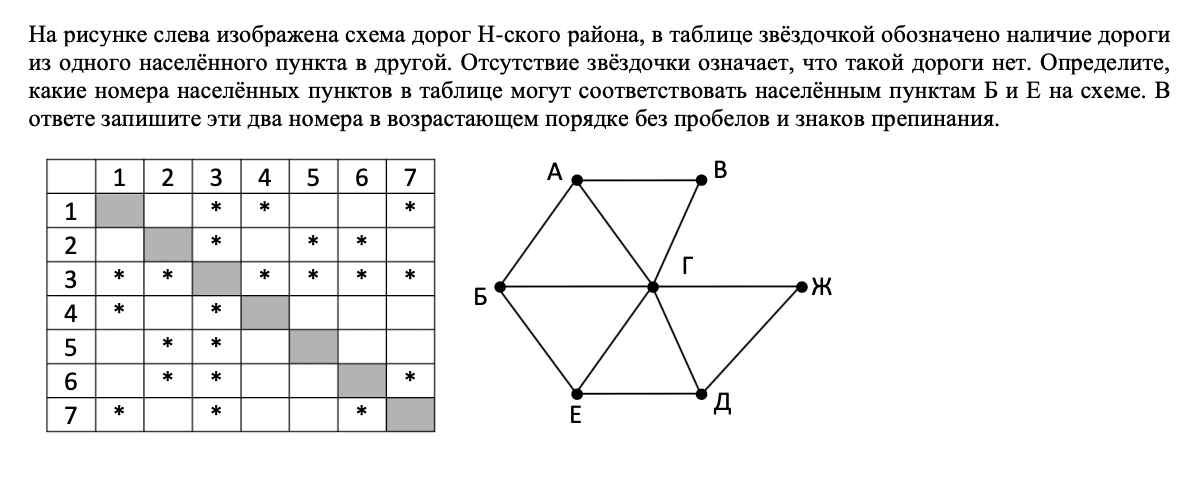 На рисунке слева изображена схема дорог Н-ского района, в таблице звёздочкой обозначено наличие дороги
из одного населённого пункта в другой. Отсутствие звёздочки означает, что такой дороги нет. Определите,
какие номера населённых пунктов в таблице могут соответствовать населённым пунктам Б и Е на схеме. В
ответе запишите эти два номера в возрастающем порядке без пробелов и знаков препинания.
1 2 3 4 5 6 7
1 * * *
2 * * *
3 * * * * * *
4 * *
5 * *
6 * * *
7 * * *
А В
Г
Б Ж
Е Д